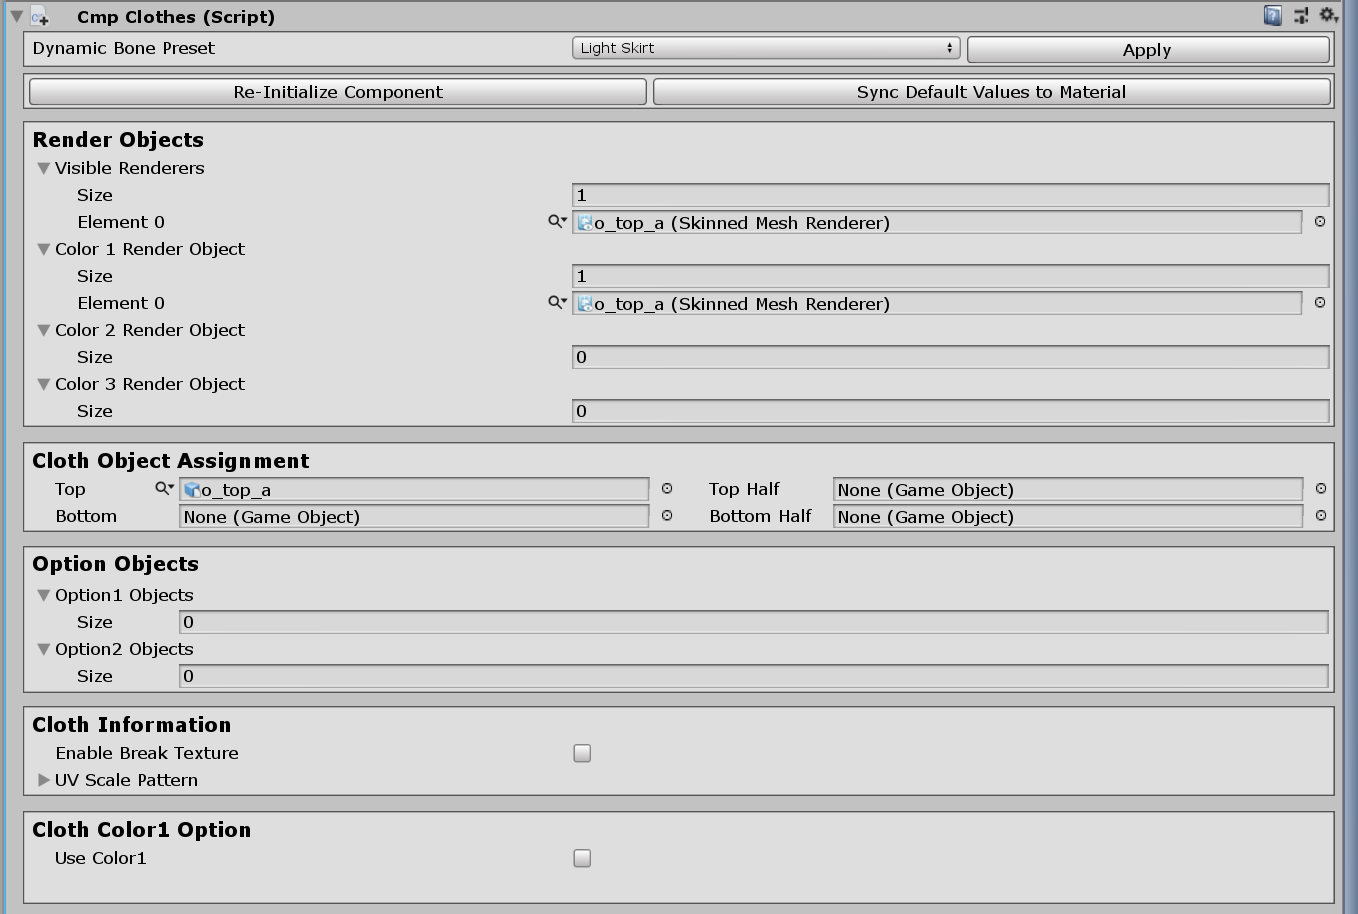 Cmp Clothes (Script)
Dynamic Bone Preset Light Skirt Apply
Re-Initialize Component Sync Default Values to Material
Render Objects
Visible Renderers
Size 1
Element 0 o_top_a (Skinned Mesh Renderer)
Color 1 Render Object
Size 1
Element 0 o_top_a (Skinned Mesh Renderer)
Color 2 Render Object
Size 0
Color 3 Render Object
Size 0
Cloth Object Assignment
Top o_top_a Top Half None (Game Object)
Bottom None (Game Object) Bottom Half None (Game Object)
Option Objects
Option1 Objects
Size 0
Option2 Objects
Size 0
Cloth Information
Enable Break Texture
UV Scale Pattern
Cloth Color1 Option
Use Color1